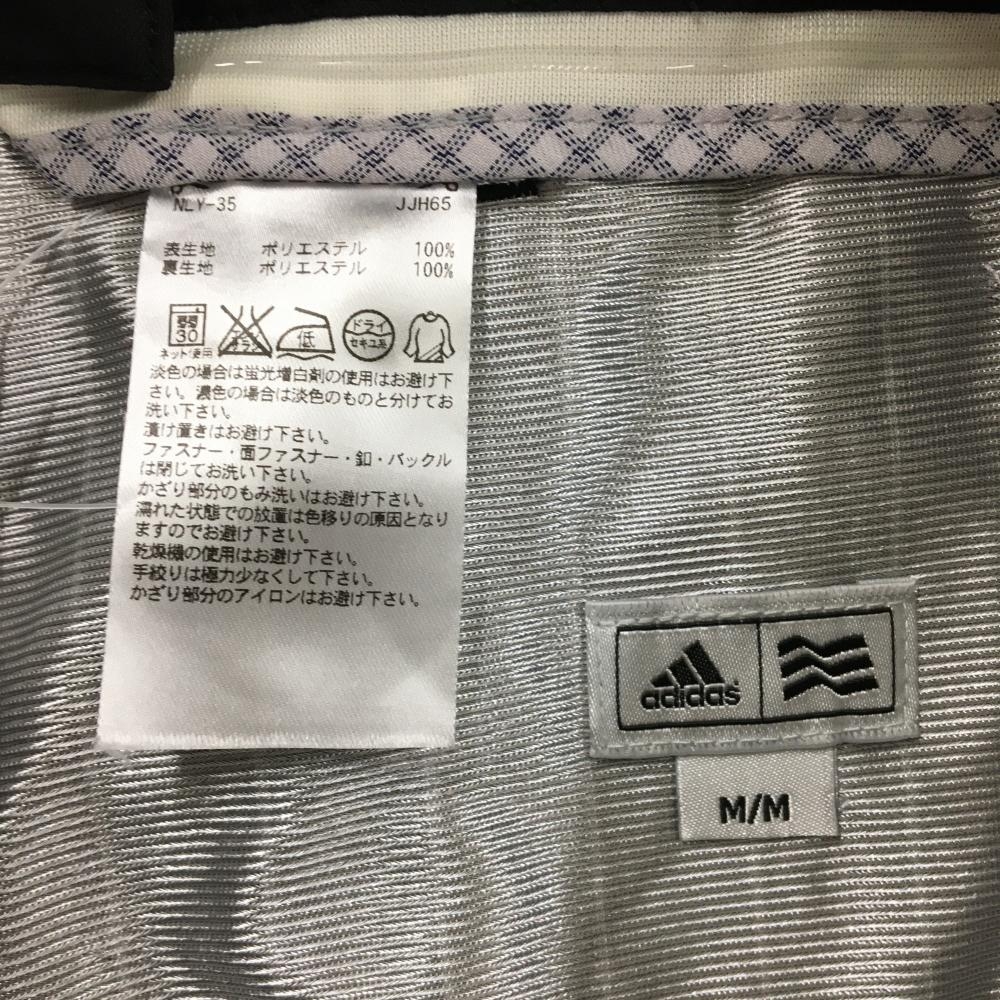 NLY-35 JJH65
表生地 ポリエステル 100%
裏生地 ポリエステル 100%
30
ネット使用
低
ドライ
セキユ系
淡色の場合は蛍光増白剤の使用はお避け下
さい。濃色の場合は淡色のものと分けてお
洗い下さい。
漬け置きはお避け下さい。
ファスナー・面ファスナー・釦・バックル
は閉じてお洗い下さい。
かざり部分のもみ洗いはお避け下さい。
濡れた状態での放置は色移りの原因となり
ますのでお避け下さい。
乾燥機の使用はお避け下さい。
手絞りは極力少なくして下さい。
かざり部分のアイロンはお避け下さい。
adidas
M/M